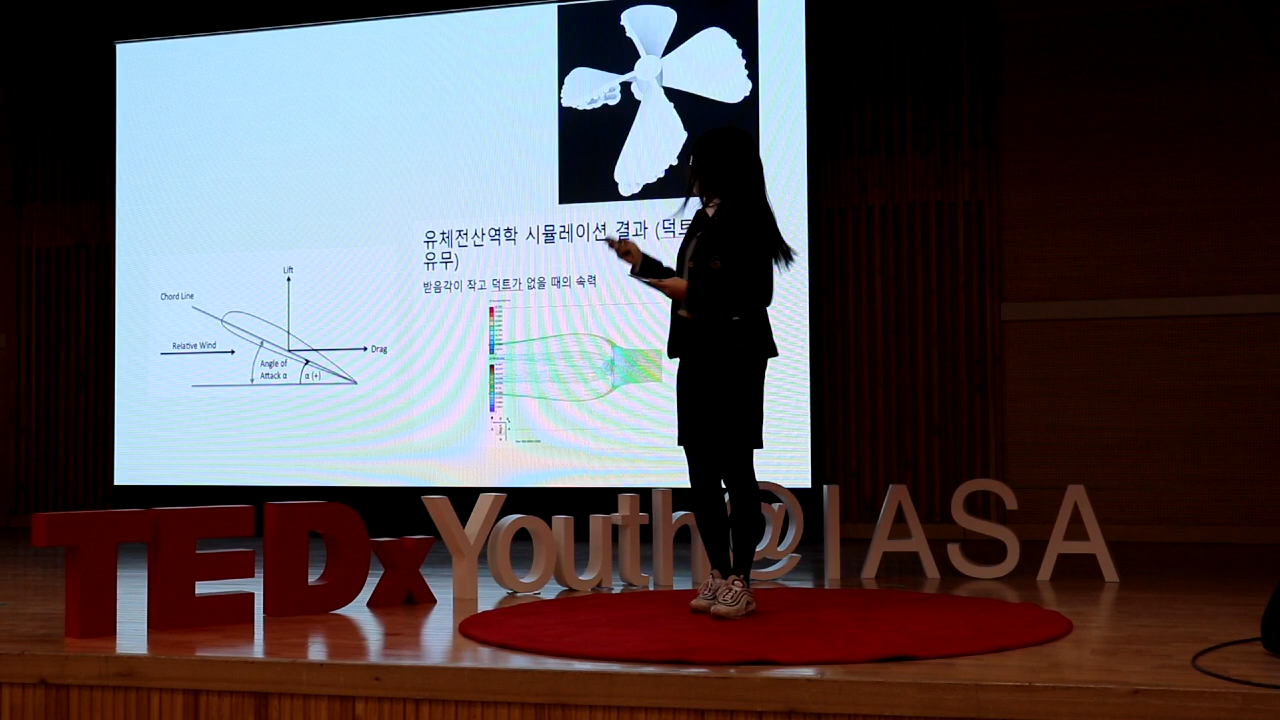 유체전산역학 시뮬레이션 결과 (덕트
유무)
받음각이 작고 덕트가 없을 때의 속력
Lift
Chord Line
Relative Wind
Drag
Angle of
Attack α
α (+)
TEDxYouth@IASA